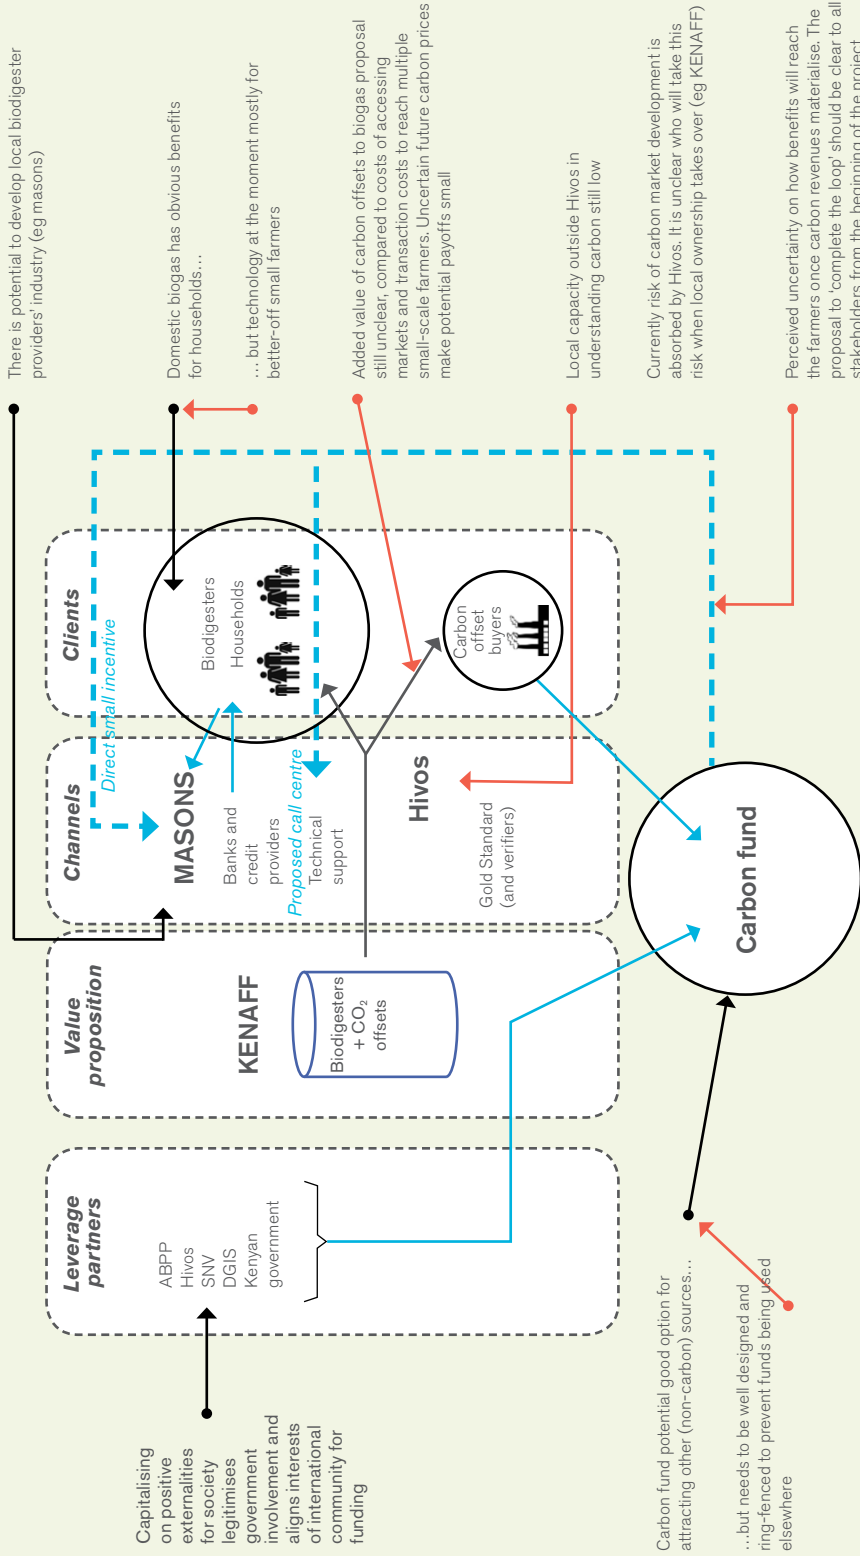 Capitalising
on positive
externalities
for society
legitimises
government
involvement and
aligns interests
of international
community for
funding
Leverage
partners
ABPP
Hivos
SNV
DGIS
Kenyan
government
Value
proposition
KENAFF
Biodigesters
+ CO₂
offsets
Channels
MASONS
Banks and
credit
providers
Proposed call centre
Technical
support
Hivos
Gold Standard
(and verifiers)
Direct small incentive
Clients
Biodigesters
Households
Carbon
offset
buyers
Carbon fund
There is potential to develop local biodigester
providers' industry (eg masons)
Domestic biogas has obvious benefits
for households…
… but technology at the moment mostly for
better-off small farmers
Added value of carbon offsets to biogas proposal
still unclear, compared to costs of accessing
markets and transaction costs to reach multiple
small-scale farmers. Uncertain future carbon prices
make potential payoffs small
Local capacity outside Hivos in
understanding carbon still low
Currently risk of carbon market development is
absorbed by Hivos. It is unclear who will take this
risk when local ownership takes over (eg KENAFF)
Perceived uncertainty on how benefits will reach
the farmers once carbon revenues materialise. The
proposal to 'complete the loop' should be clear to all
stakeholders from the beginning of the project
Carbon fund potential good option for
attracting other (non-carbon) sources…
…but needs to be well designed and
ring-fenced to prevent funds being used
elsewhere